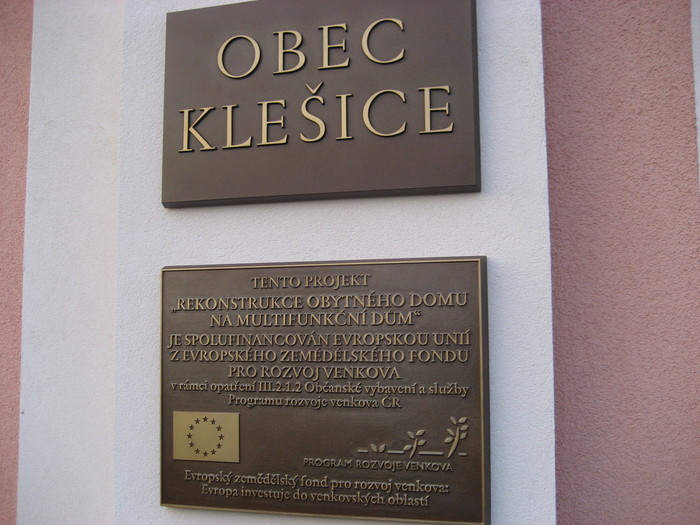 OBEC
KLEŠICE
TENTO PROJEKT
„REKONSTRUKCE OBYTNÉHO DOMU
NA MULTIFUNKČNÍ DŮM“
JE SPOLUFINANCOVÁN EVROPSKOU UNIÍ
Z EVROPSKÉHO ZEMĚDĚLSKÉHO FONDU
PRO ROZVOJ VENKOVA
v rámci opatření III.2.1.2 Občanské vybavení a služby
Programu rozvoje venkova ČR
PROGRAM ROZVOJE VENKOVA
Evropský zemědělský fond pro rozvoj venkova:
Evropa investuje do venkovských oblastí